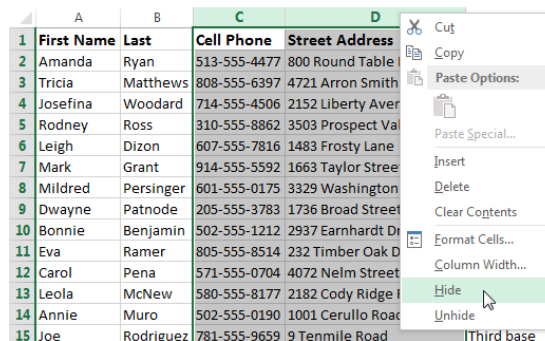 A B C D
1 First Name Last Cell Phone Street Address
2 Amanda Ryan 513-555-4477 800 Round Table
3 Tricia Matthews 808-555-6397 4721 Arron Smith
4 Josefina Woodard 714-555-4506 2152 Liberty Aven
5 Rodney Ross 310-555-8862 3503 Prospect Val
6 Leigh Dizon 607-555-7816 1483 Frosty Lane
7 Mark Grant 914-555-5592 1663 Taylor Stree
8 Mildred Persinger 601-555-0175 3329 Washington
9 Dwayne Patnode 205-555-3783 1736 Broad Street
10 Bonnie Benjamin 502-555-1212 2937 Earnhardt Dr
11 Eva Ramer 805-555-8514 232 Timber Oak D
12 Carol Pena 571-555-0704 4072 Nelm Street
13 Leola McNew 580-555-8177 2182 Cody Ridge
14 Annie Muro 502-555-0190 1001 Cerullo Road
15 Joe Rodriguez 781-555-9659 9 Tenmile Road Third base
Cut
Copy
Paste Options:
Paste Special...
Insert
Delete
Clear Contents
Format Cells...
Column Width...
Hide
Unhide